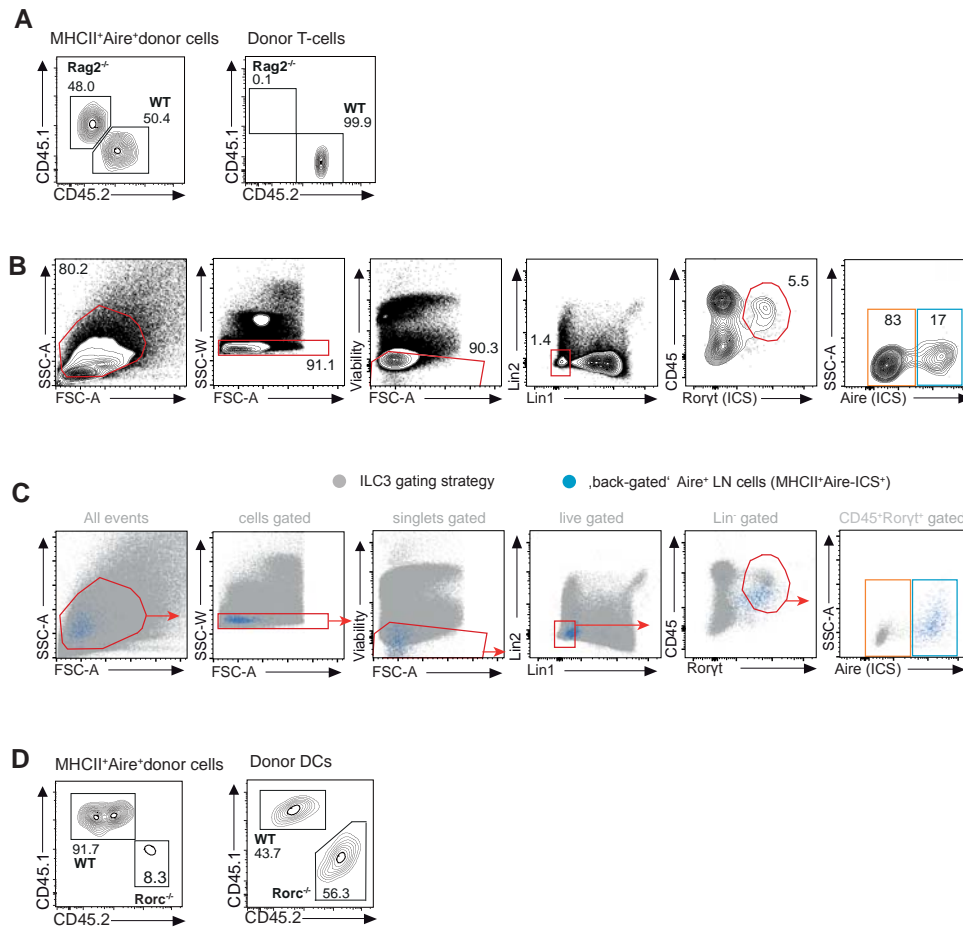 A
MHCII⁺Aire⁺donor cells
Donor T-cells
Rag2⁻/⁻
48.0
WT
50.4
CD45.1
CD45.2
Rag2⁻/⁻
0.1
WT
99.9
CD45.1
CD45.2
B
80.2
SSC-A
FSC-A
91.1
SSC-W
FSC-A
90.3
Viability
FSC-A
1.4
Lin2
Lin1
5.5
CD45
Rorγt (ICS)
83
17
SSC-A
Aire (ICS)
C
ILC3 gating strategy
‚back-gated‘ Aire⁺ LN cells (MHCII⁺Aire-ICS⁺)
All events
cells gated
singlets gated
live gated
Lin⁻ gated
CD45⁺Rorγt⁺ gated
SSC-A
FSC-A
SSC-W
FSC-A
Viability
FSC-A
Lin2
Lin1
CD45
Rorγt
SSC-A
Aire (ICS)
D
MHCII⁺Aire⁺donor cells
Donor DCs
91.7
WT
8.3
Rorc⁻/⁻
CD45.1
CD45.2
WT
43.7
Rorc⁻/⁻
56.3
CD45.1
CD45.2